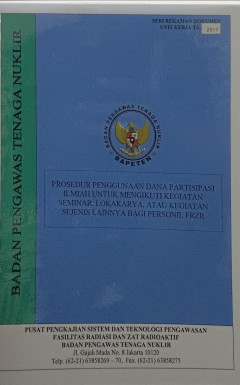 SERI REKAMAN DOKUMEN
UNIT KERJA TA. 2017
BADAN PENGAWAS TENAGA NUKLIR
BADAN PENGAWAS TENAGA NUKLIR
BAPETEN
PROSEDUR PENGGUNAAN DANA PARTISIPASI
ILMIAH UNTUK MENGIKUTI KEGIATAN
SEMINAR, LOKAKARYA, ATAU KEGIATAN
SEJENIS LAINNYA BAGI PERSONIL FRZR
PUSAT PENGKAJIAN SISTEM DAN TEKNOLOGI PENGAWASAN
FASILITAS RADIASI DAN ZAT RADIOAKTIF
BADAN PENGAWAS TENAGA NUKLIR
Jl. Gajah Mada No. 8 Jakarta 10120
Telp. (62-21) 63858269 – 70, Fax. (62-21) 63858275